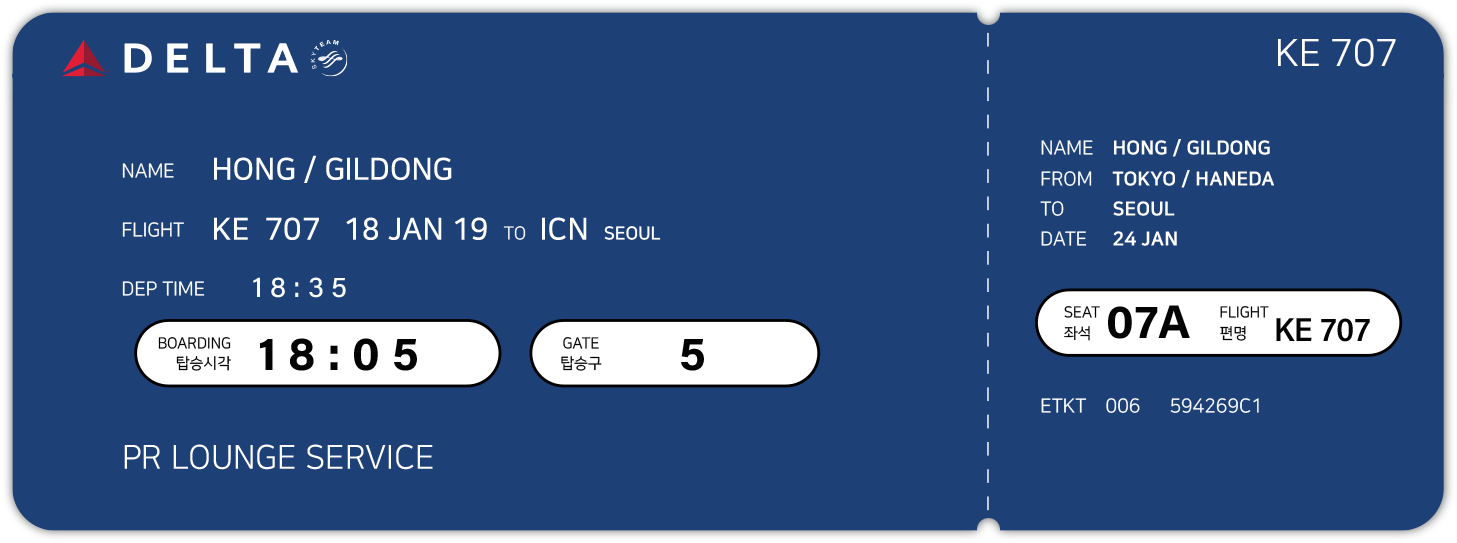 DELTA SKYTEAM
NAME HONG / GILDONG
FLIGHT KE 707 18 JAN 19 TO ICN SEOUL
DEP TIME 18:35
BOARDING 18:05
탑승시각
GATE 5
탑승구
PR LOUNGE SERVICE
KE 707
NAME HONG / GILDONG
FROM TOKYO / HANEDA
TO SEOUL
DATE 24 JAN
SEAT 07A FLIGHT KE 707
좌석 편명
ETKT 006 594269C1